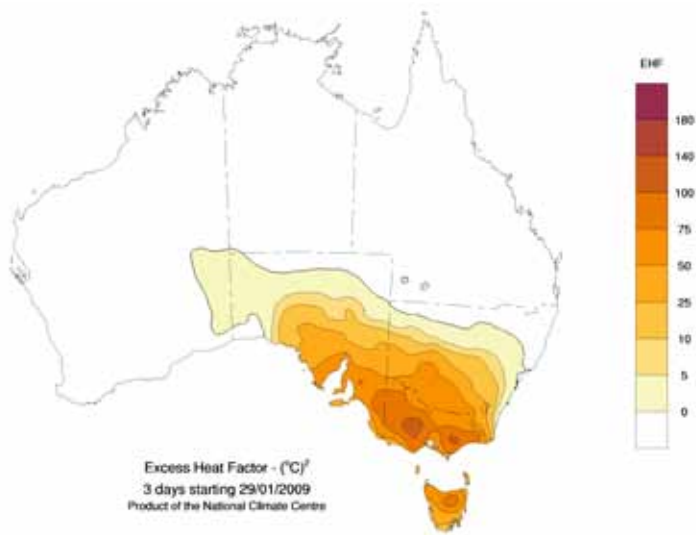 EHF
180
140
100
75
50
25
10
5
0
Excess Heat Factor - (°C)²
3 days starting 29/01/2009
Product of the National Climate Centre